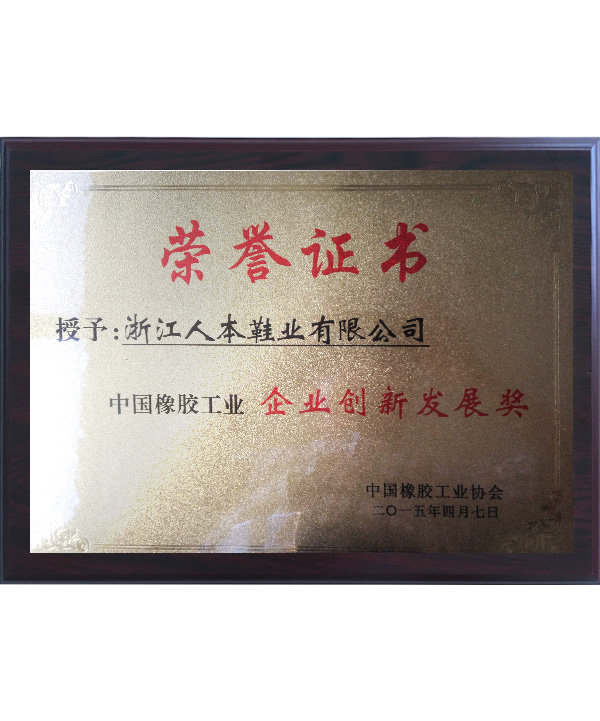 荣誉证书
授予:浙江人本鞋业有限公司
中国橡胶工业 企业创新发展奖
中国橡胶工业协会
二〇一五年四月七日